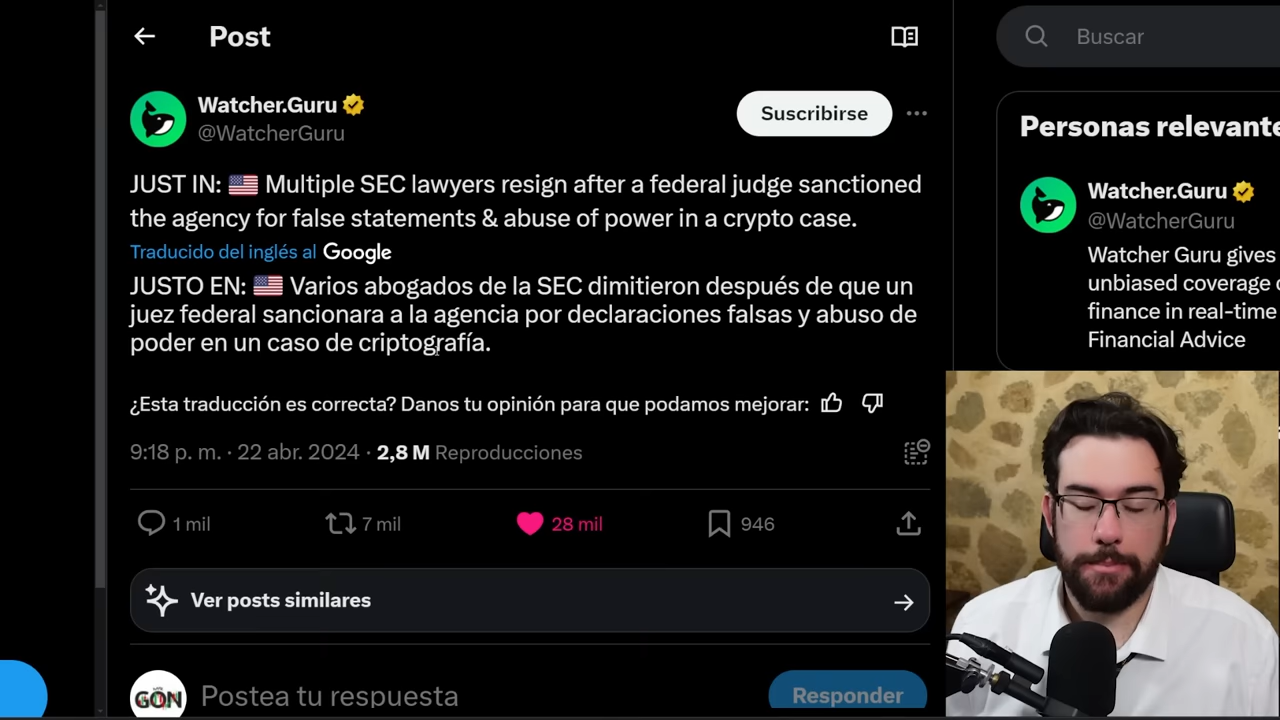 Post
Buscar
Watcher.Guru
@WatcherGuru
Suscribirse
JUST IN: 🇺🇸 Multiple SEC lawyers resign after a federal judge sanctioned
the agency for false statements & abuse of power in a crypto case.
Traducido del inglés al Google
JUSTO EN: 🇺🇸 Varios abogados de la SEC dimitieron después de que un
juez federal sancionara a la agencia por declaraciones falsas y abuso de
poder en un caso de criptografía.
¿Esta traducción es correcta? Danos tu opinión para que podamos mejorar:
9:18 p. m. · 22 abr. 2024 · 2,8 M Reproducciones
1 mil
7 mil
28 mil
946
Ver posts similares
GON
Postea tu respuesta
Responder
Personas relevante
Watcher.Guru
@WatcherGuru
Watcher Guru gives
unbiased coverage
finance in real-time
Financial Advice